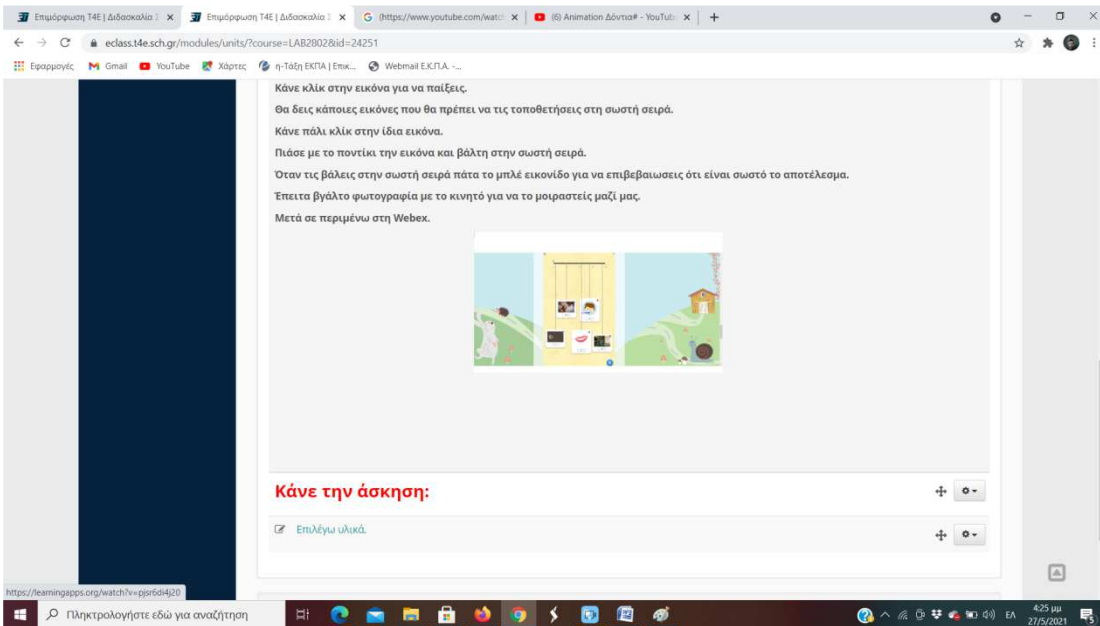 Επιμόρφωση T4E | Διδασκαλία
Επιμόρφωση T4E | Διδασκαλία
(https://www.youtube.com/watc
(6) Animation Δόντια# - YouTub
eclass.t4e.sch.gr/modules/units/?course=LAB2802&id=24251
Εφαρμογές
Gmail
YouTube
Χάρτες
η-Τάξη ΕΚΠΑ | Επικ...
Webmail Ε.Κ.Π.Α. -...
Κάνε κλίκ στην εικόνα για να παίξεις.
Θα δεις κάποιες εικόνες που θα πρέπει να τις τοποθετήσεις στη σωστή σειρά.
Κάνε πάλι κλίκ στην ίδια εικόνα.
Πιάσε με το ποντίκι την εικόνα και βάλτη στην σωστή σειρά.
Όταν τις βάλεις στην σωστή σειρά πάτα το μπλέ εικονίδο για να επιβεβαιωσεις ότι είναι σωστό το αποτέλεσμα.
Έπειτα βγάλτο φωτογραφία με το κινητό για να το μοιραστείς μαζί μας.
Μετά σε περιμένω στη Webex.
Κάνε την άσκηση:
Επιλέγω υλικά.
https://learningapps.org/watch?v=pjsr6di4j20
Πληκτρολογήστε εδώ για αναζήτηση
ΕΛ
4:25 μμ
27/5/2021
5